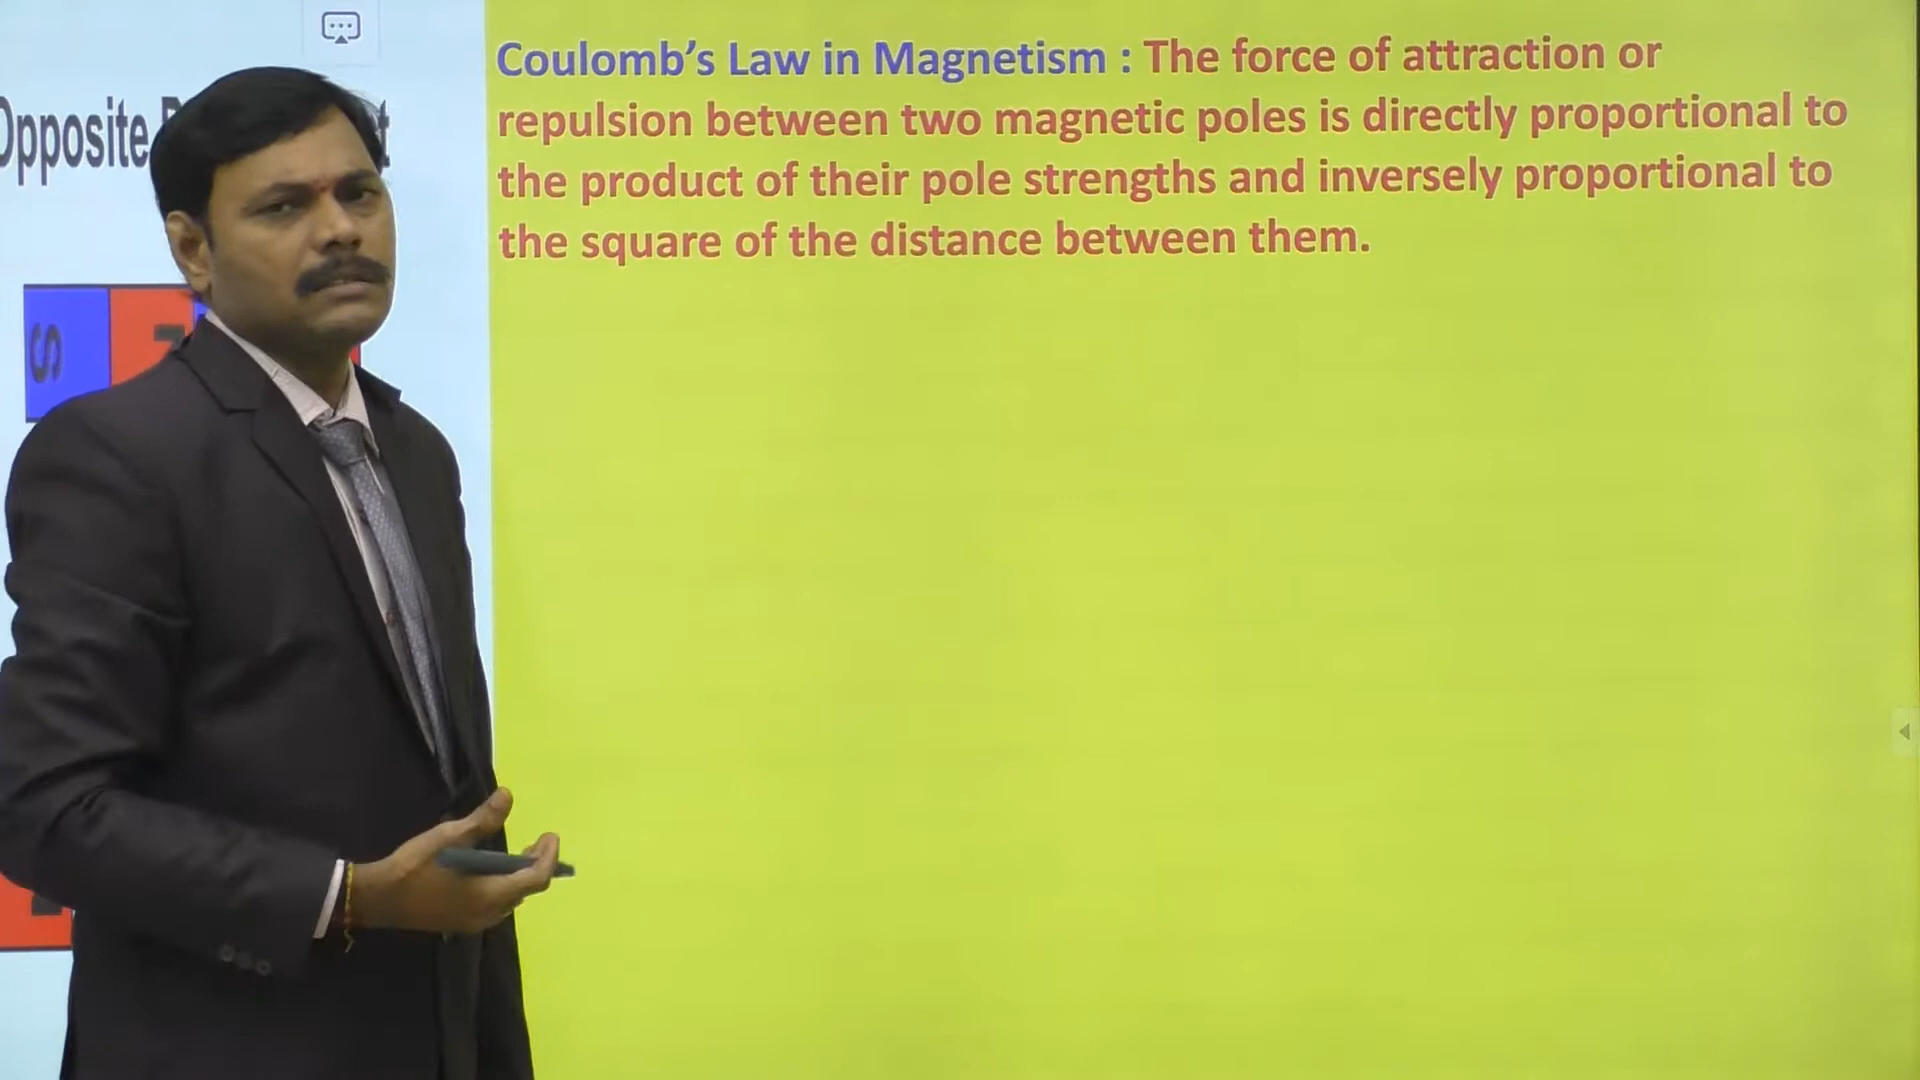 Opposite
S
Coulomb's Law in Magnetism : The force of attraction or
repulsion between two magnetic poles is directly proportional to
the product of their pole strengths and inversely proportional to
the square of the distance between them.